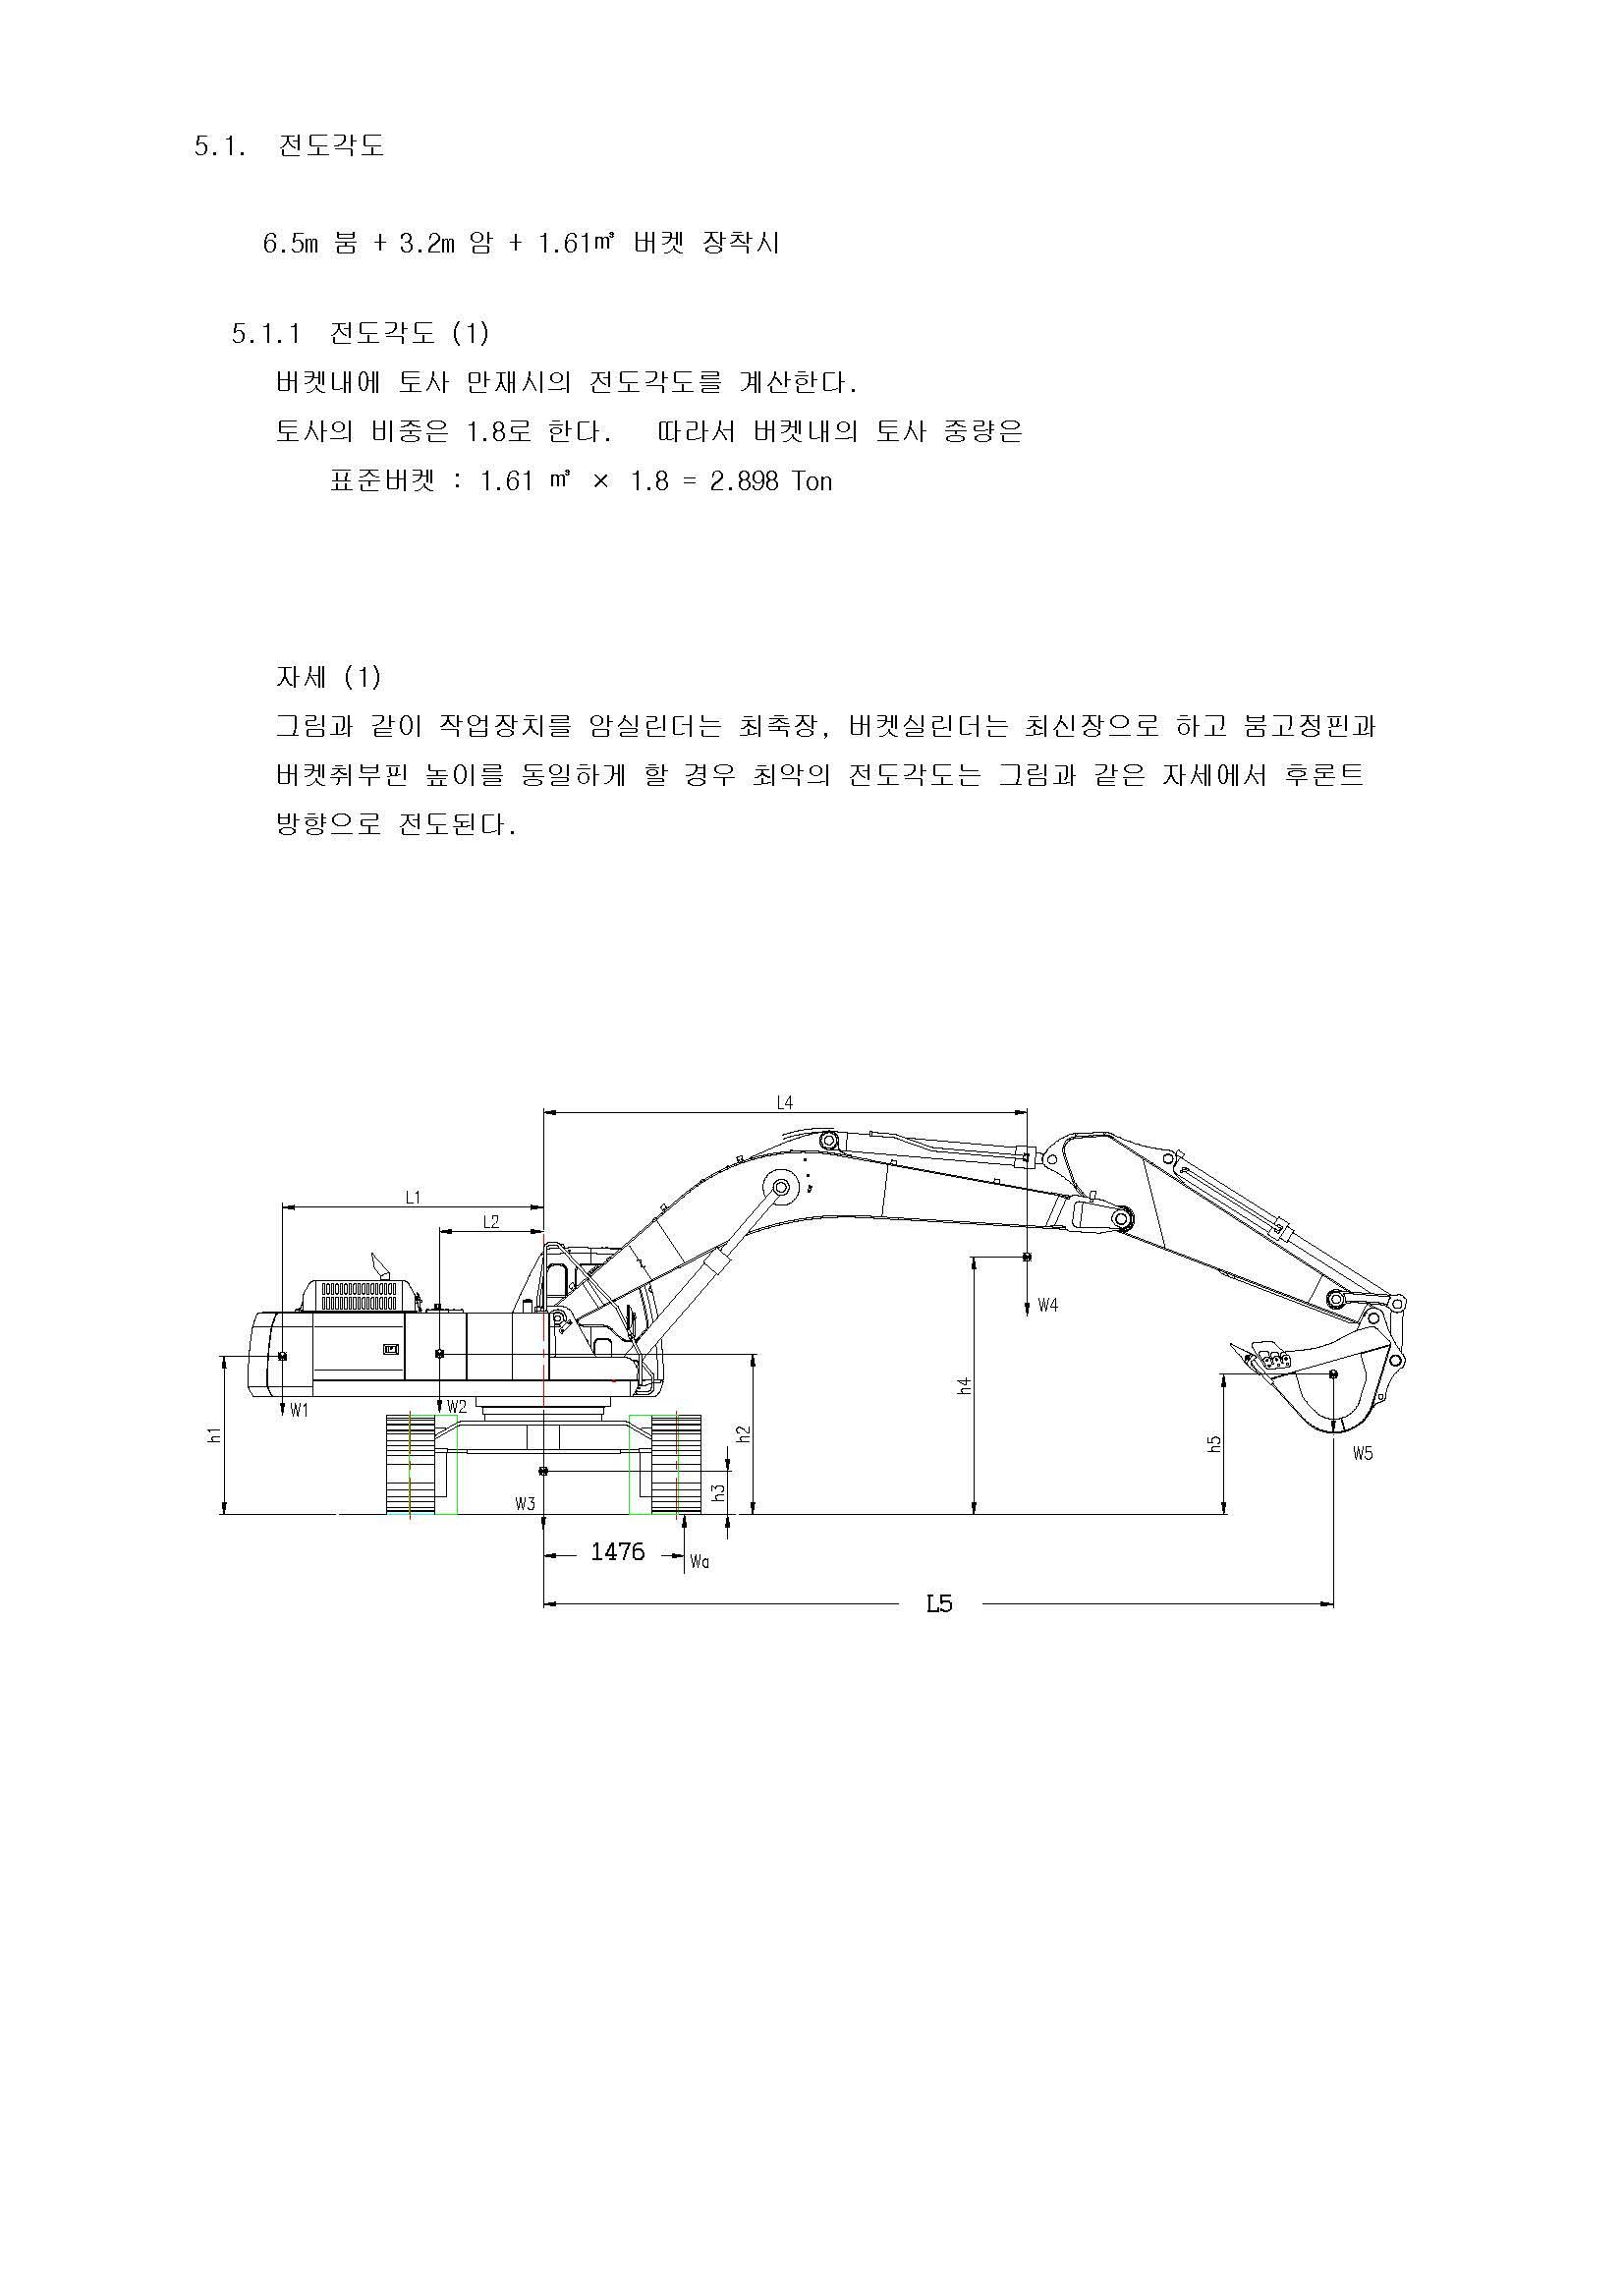 5.1. 전도각도
6.5m 붐 + 3.2m 암 + 1.61㎥ 버켓 장착시
5.1.1 전도각도 (1)
버켓내에 토사 만재시의 전도각도를 계산한다.
토사의 비중은 1.8로 한다. 따라서 버켓내의 토사 중량은
표준버켓 : 1.61 ㎥ × 1.8 = 2.898 Ton
자세 (1)
그림과 같이 작업장치를 암실린더는 최축장, 버켓실린더는 최신장으로 하고 붐고정핀과
버켓취부핀 높이를 동일하게 할 경우 최악의 전도각도는 그림과 같은 자세에서 후론트
방향으로 전도된다.
L4
L1
L2
W4
W1
W2
h1
h2
h4
h5
W5
h3
W3
1476
Wa
L5